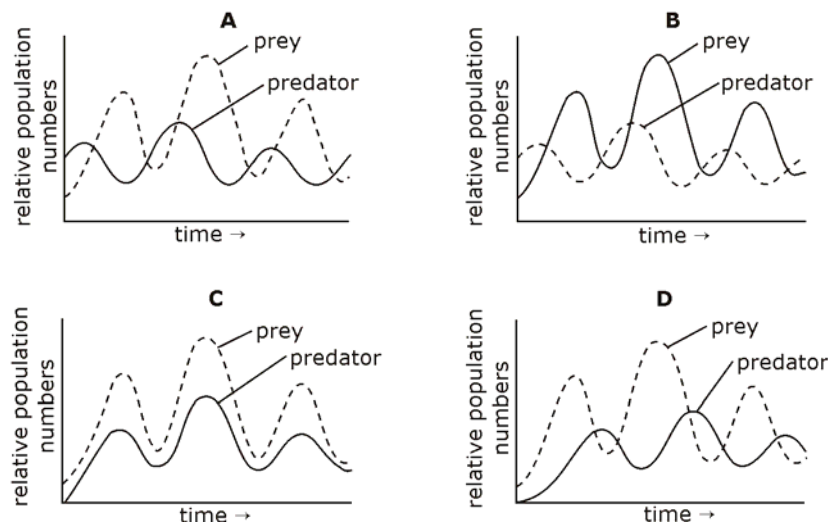 A
relative population
numbers
prey
predator
time →
B
relative population
numbers
prey
predator
time →
C
relative population
numbers
prey
predator
time →
D
relative population
numbers
prey
predator
time →